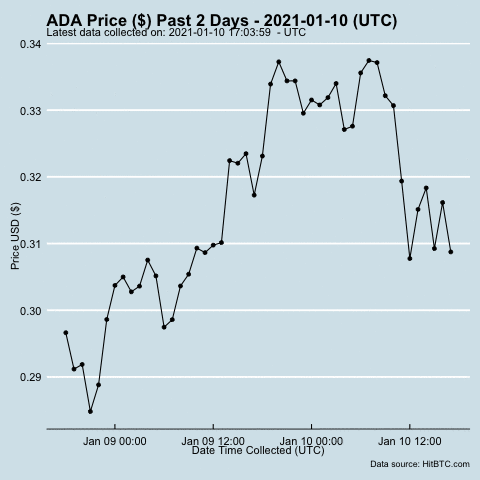 ADA Price ($) Past 2 Days - 2021-01-10 (UTC)
Latest data collected on: 2021-01-10 17:03:59  - UTC
0.34
0.33
0.32
0.31
0.30
0.29
Price USD ($)
Jan 09 00:00 Jan 09 12:00 Jan 10 00:00 Jan 10 12:00
Date Time Collected (UTC)
Data source: HitBTC.com